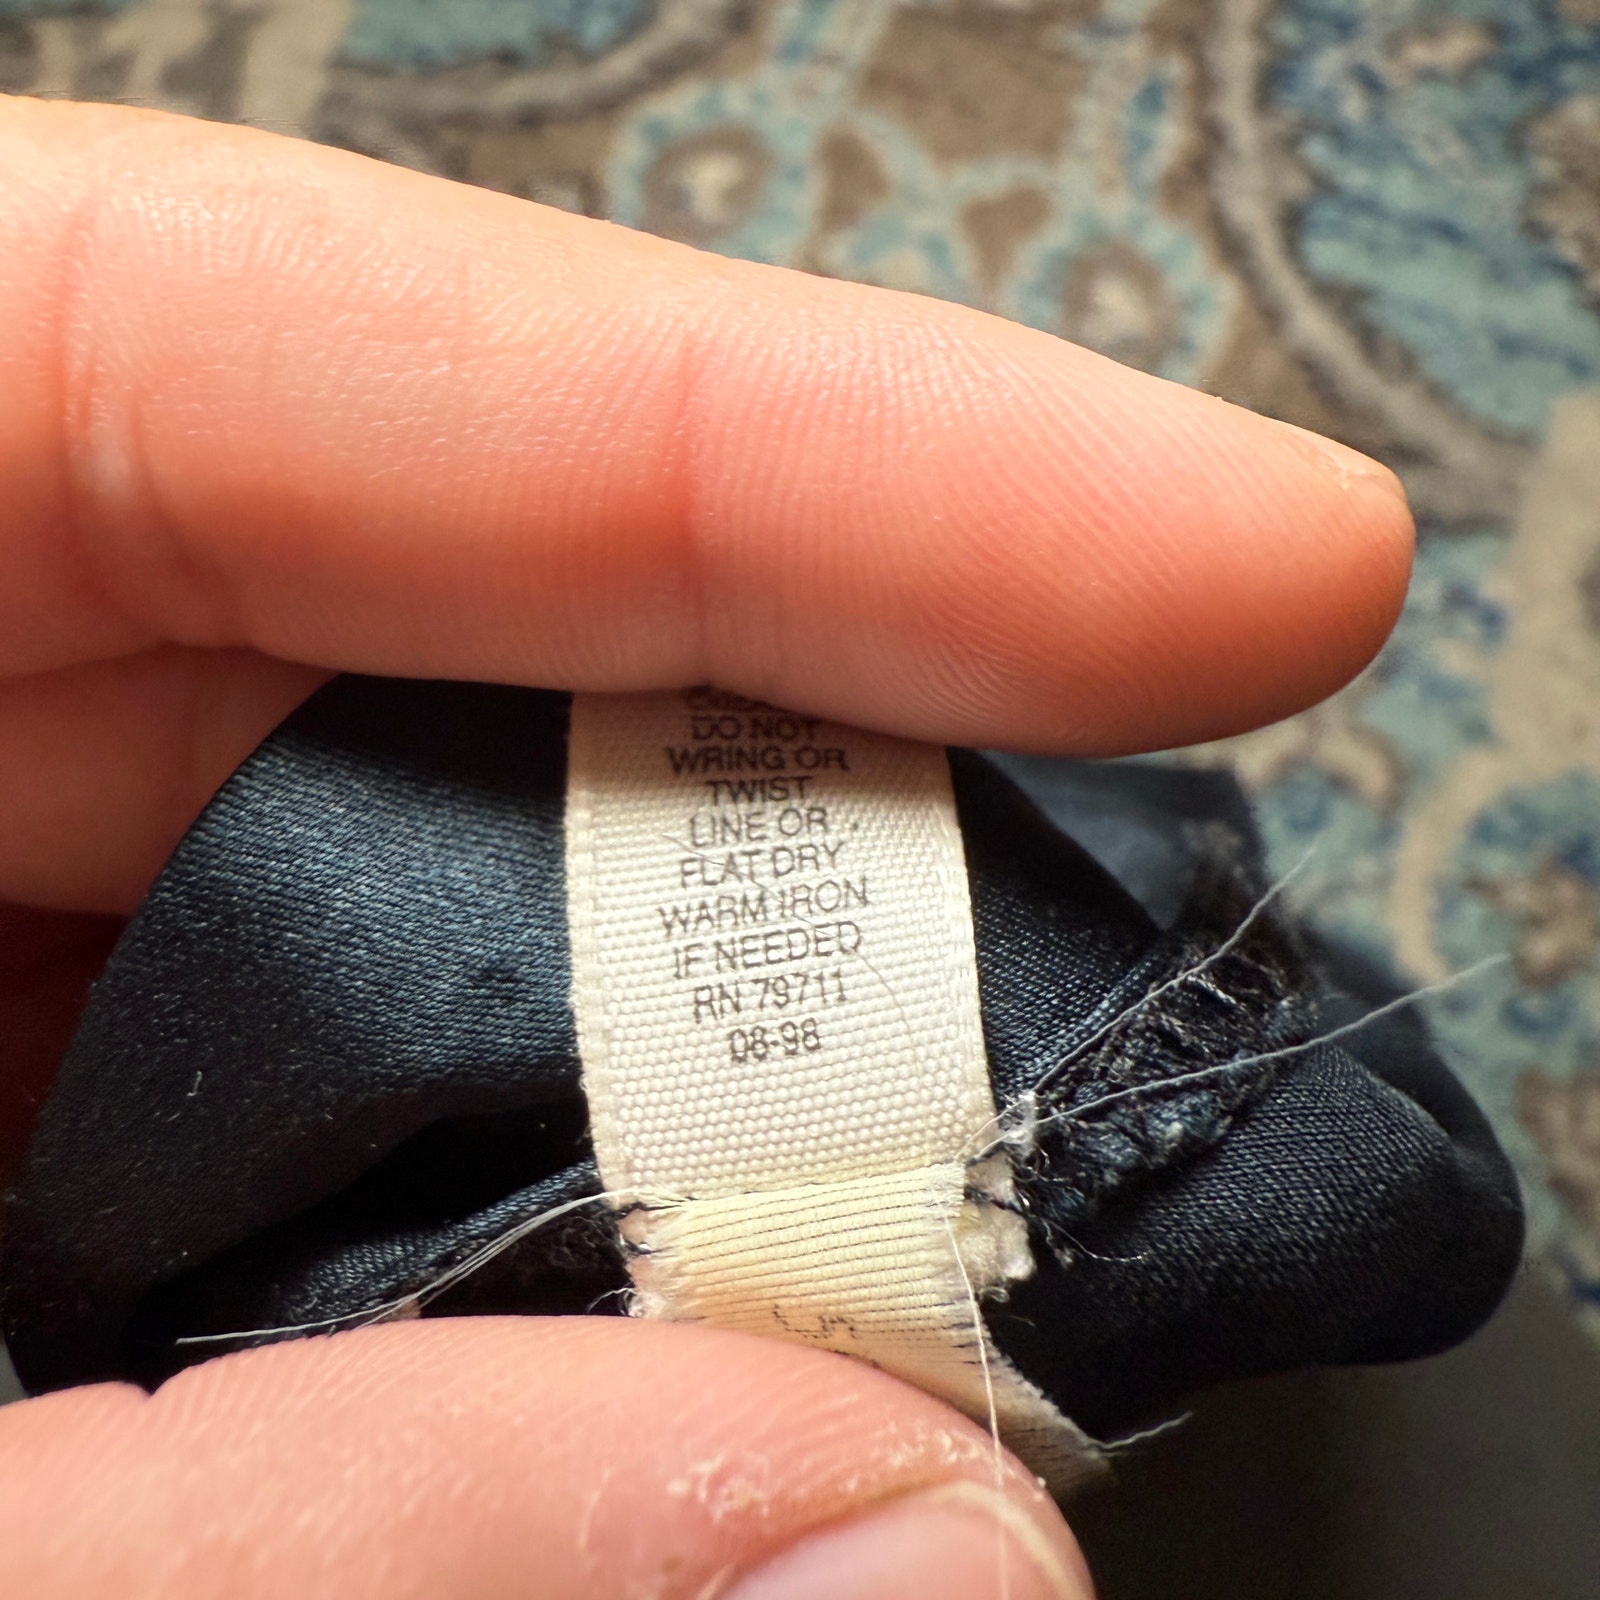 DO NOT
WRING OR
TWIST
LINE OR
FLAT DRY
WARM IRON
IF NEEDED
RN 79711
08-98